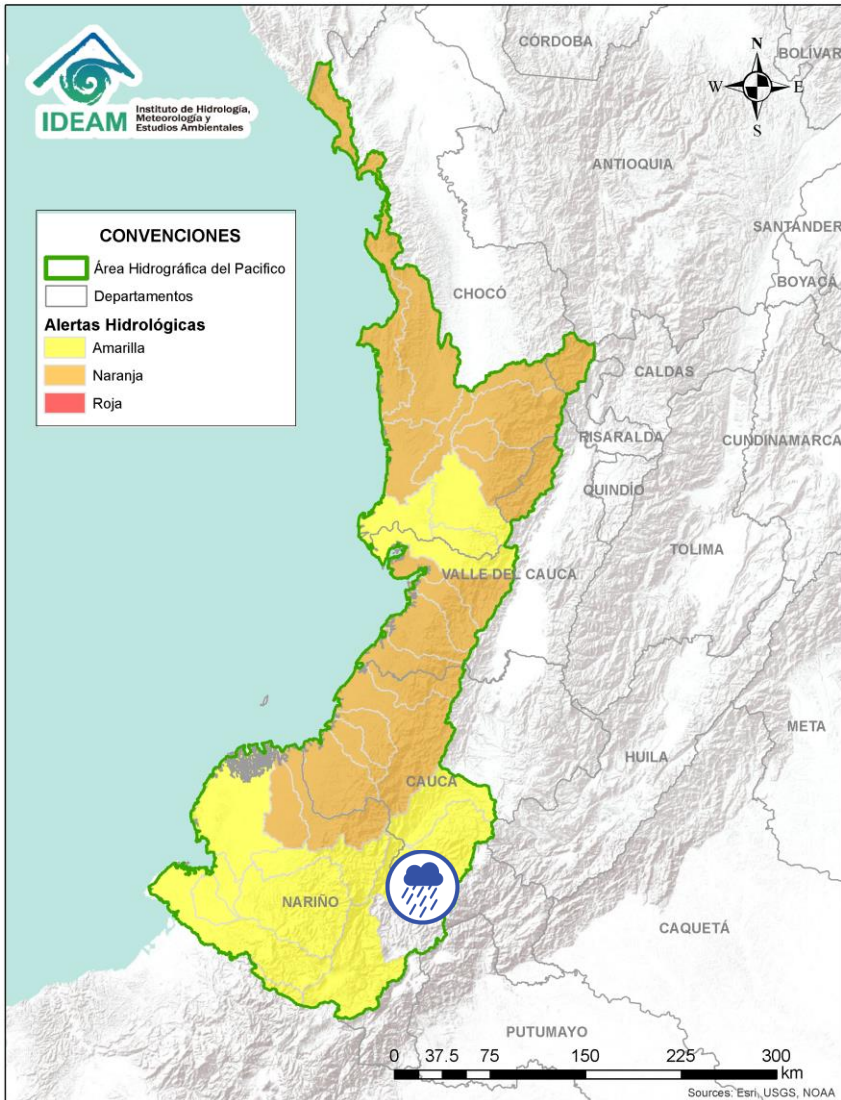 IDEAM
Instituto de Hidrología,
Meteorología y
Estudios Ambientales
CONVENCIONES
Área Hidrográfica del Pacifico
Departamentos
Alertas Hidrológicas
Amarilla
Naranja
Roja
N
W E
S
CÓRDOBA
BOLÍVAR
ANTIOQUIA
SANTANDER
BOYACÁ
CHOCÓ
CALDAS
RISARALDA
CUNDINAMARCA
QUINDÍO
TOLIMA
VALLE DEL CAUCA
META
HUILA
CAUCA
NARIÑO
CAQUETÁ
PUTUMAYO
0 37.5 75 150 225 300
km
Sources: Esri, USGS, NOAA